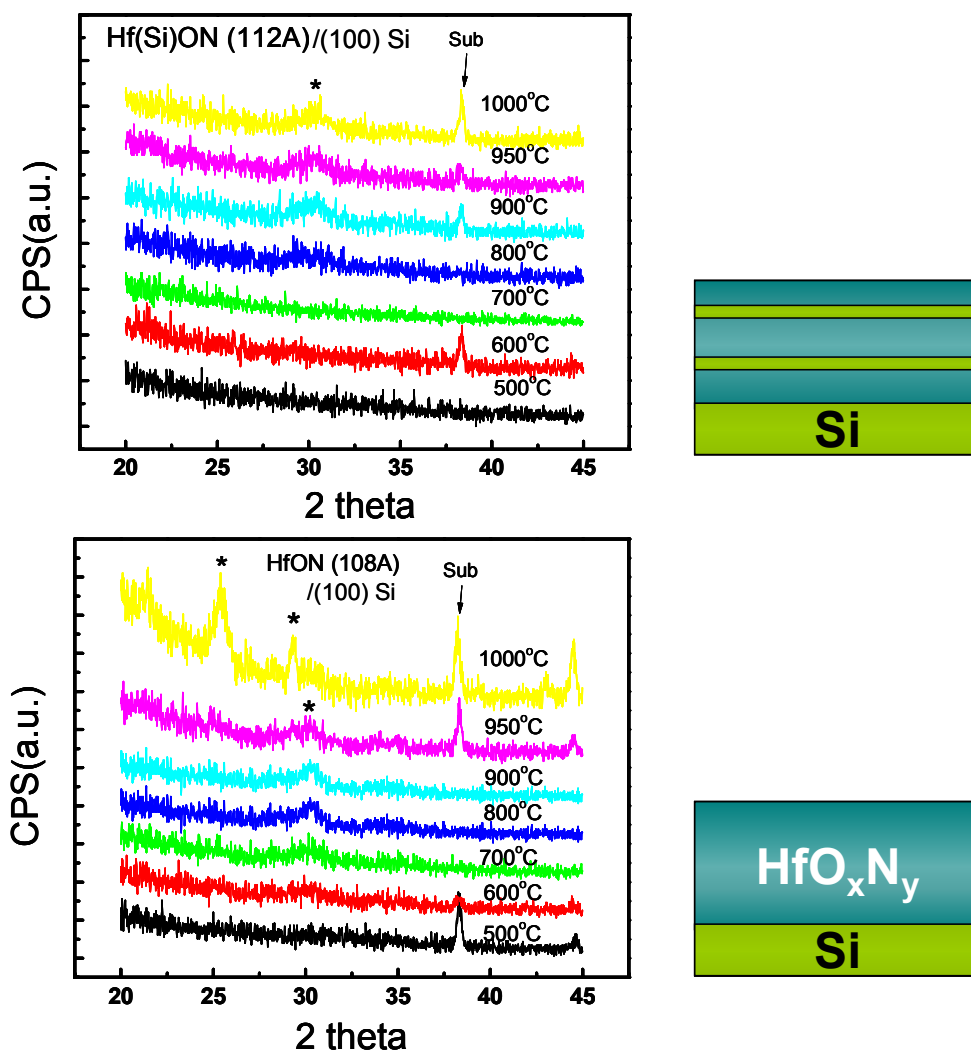 Hf(Si)ON (112A)/(100) Si
Sub
*
1000°C
950°C
900°C
800°C
700°C
600°C
500°C
CPS(a.u.)
20 25 30 35 40 45
2 theta
Si
HfON (108A)
/(100) Si
Sub
*
*
*
1000°C
950°C
900°C
800°C
700°C
600°C
500°C
CPS(a.u.)
20 25 30 35 40 45
2 theta
HfOxNy
Si